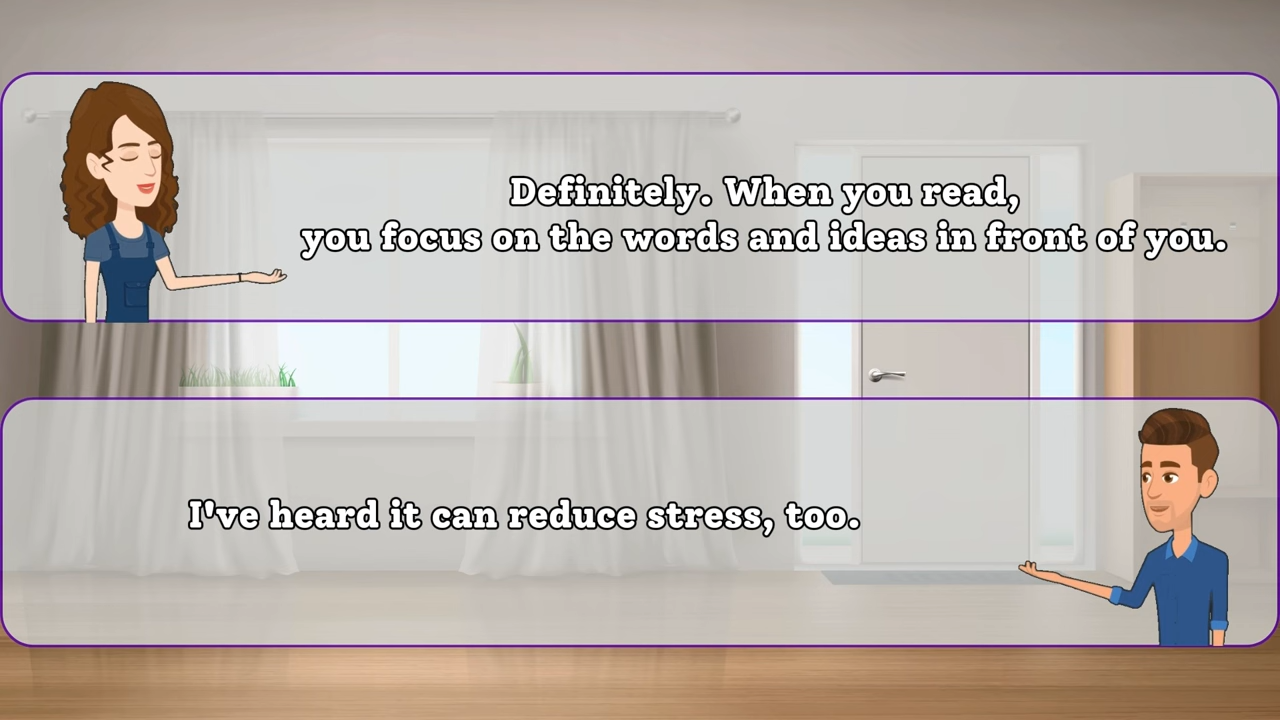 Definitely. When you read,
you focus on the words and ideas in front of you.
I've heard it can reduce stress, too.